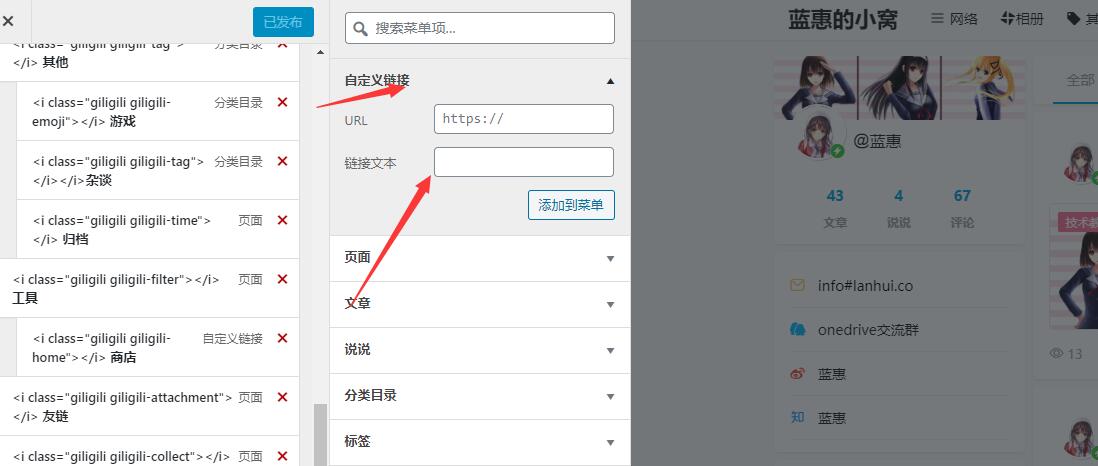 已发布
<i class="giligili giligili-tag">
分类目录
</i> 其他
<i class="giligili giligili-
分类目录
emoji"></i> 游戏
<i class="giligili giligili-tag">
分类目录
</i></i>杂谈
<i class="giligili giligili-time">
页面
</i> 归档
<i class="giligili giligili-filter"></i>
页面
工具
<i class="giligili giligili-
自定义链接
home"></i> 商店
<i class="giligili giligili-attachment">
页面
</i> 友链
<i class="giligili giligili-collect"></i>
页面
搜索菜单项...
自定义链接
URL
https://
链接文本
添加到菜单
页面
文章
说说
分类目录
标签
蓝惠的小窝
网络
相册
其
@蓝惠
43
4
67
文章
说说
评论
info#lanhui.co
onedrive交流群
蓝惠
知
蓝惠
全部
技术教
13